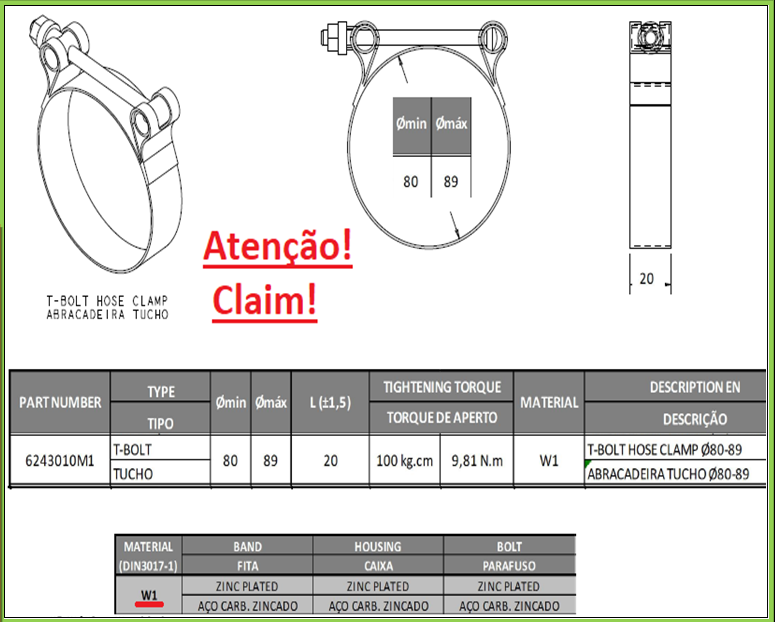 Ømin Ømáx
80 89
Atenção!
Claim!
20
T-BOLT HOSE CLAMP
ABRACADEIRA TUCHO
PART NUMBER TYPE Ømin Ømáx L (±1,5) TIGHTENING TORQUE MATERIAL DESCRIPTION EN
TIPO TORQUE DE APERTO DESCRIÇÃO
6243010M1 T-BOLT 80 89 20 100 kg.cm 9,81 N.m W1 T-BOLT HOSE CLAMP Ø80-89
TUCHO ABRACADEIRA TUCHO Ø80-89
MATERIAL BAND HOUSING BOLT
(DIN3017-1) FITA CAIXA PARAFUSO
W1 ZINC PLATED ZINC PLATED ZINC PLATED
AÇO CARB. ZINCADO AÇO CARB. ZINCADO AÇO CARB. ZINCADO